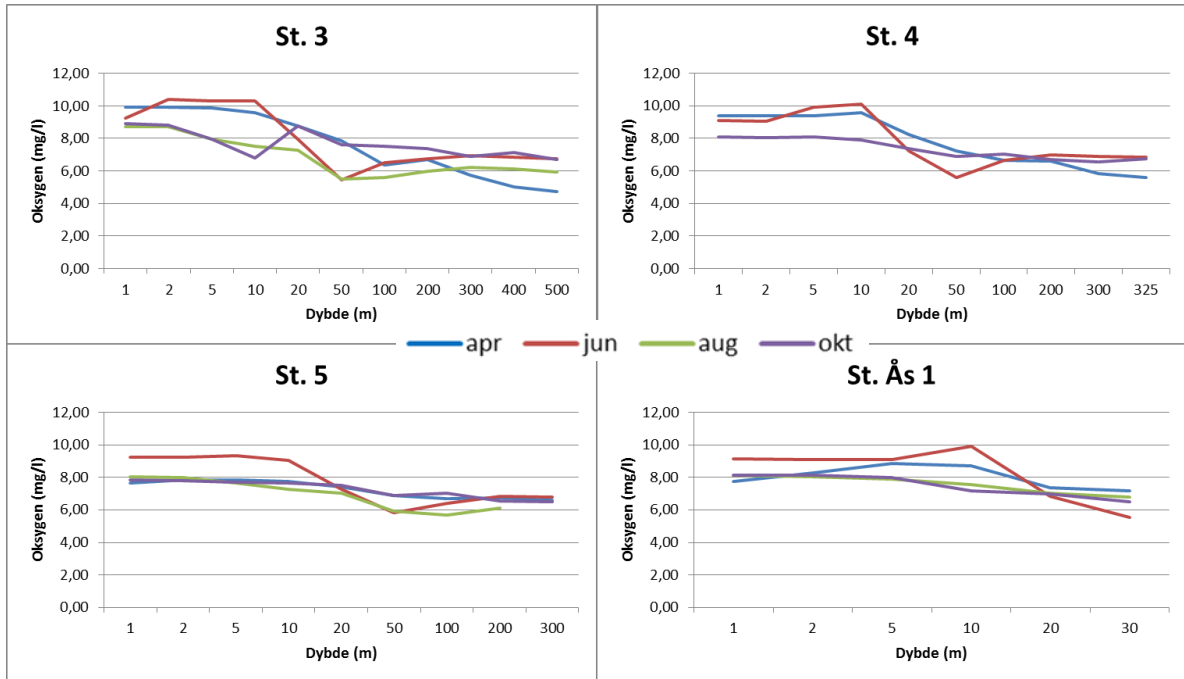 St. 3
12,00
10,00
8,00
6,00
4,00
2,00
0,00
Oksygen (mg/l)
1 2 5 10 20 50 100 200 300 400 500
Dybde (m)
St. 4
12,00
10,00
8,00
6,00
4,00
2,00
0,00
Oksygen (mg/l)
1 2 5 10 20 50 100 200 300 325
Dybde (m)
apr jun aug okt
St. 5
12,00
10,00
8,00
6,00
4,00
2,00
0,00
Oksygen (mg/l)
1 2 5 10 20 50 100 200 300
Dybde (m)
St. Ås 1
12,00
10,00
8,00
6,00
4,00
2,00
0,00
Oksygen (mg/l)
1 2 5 10 20 30
Dybde (m)